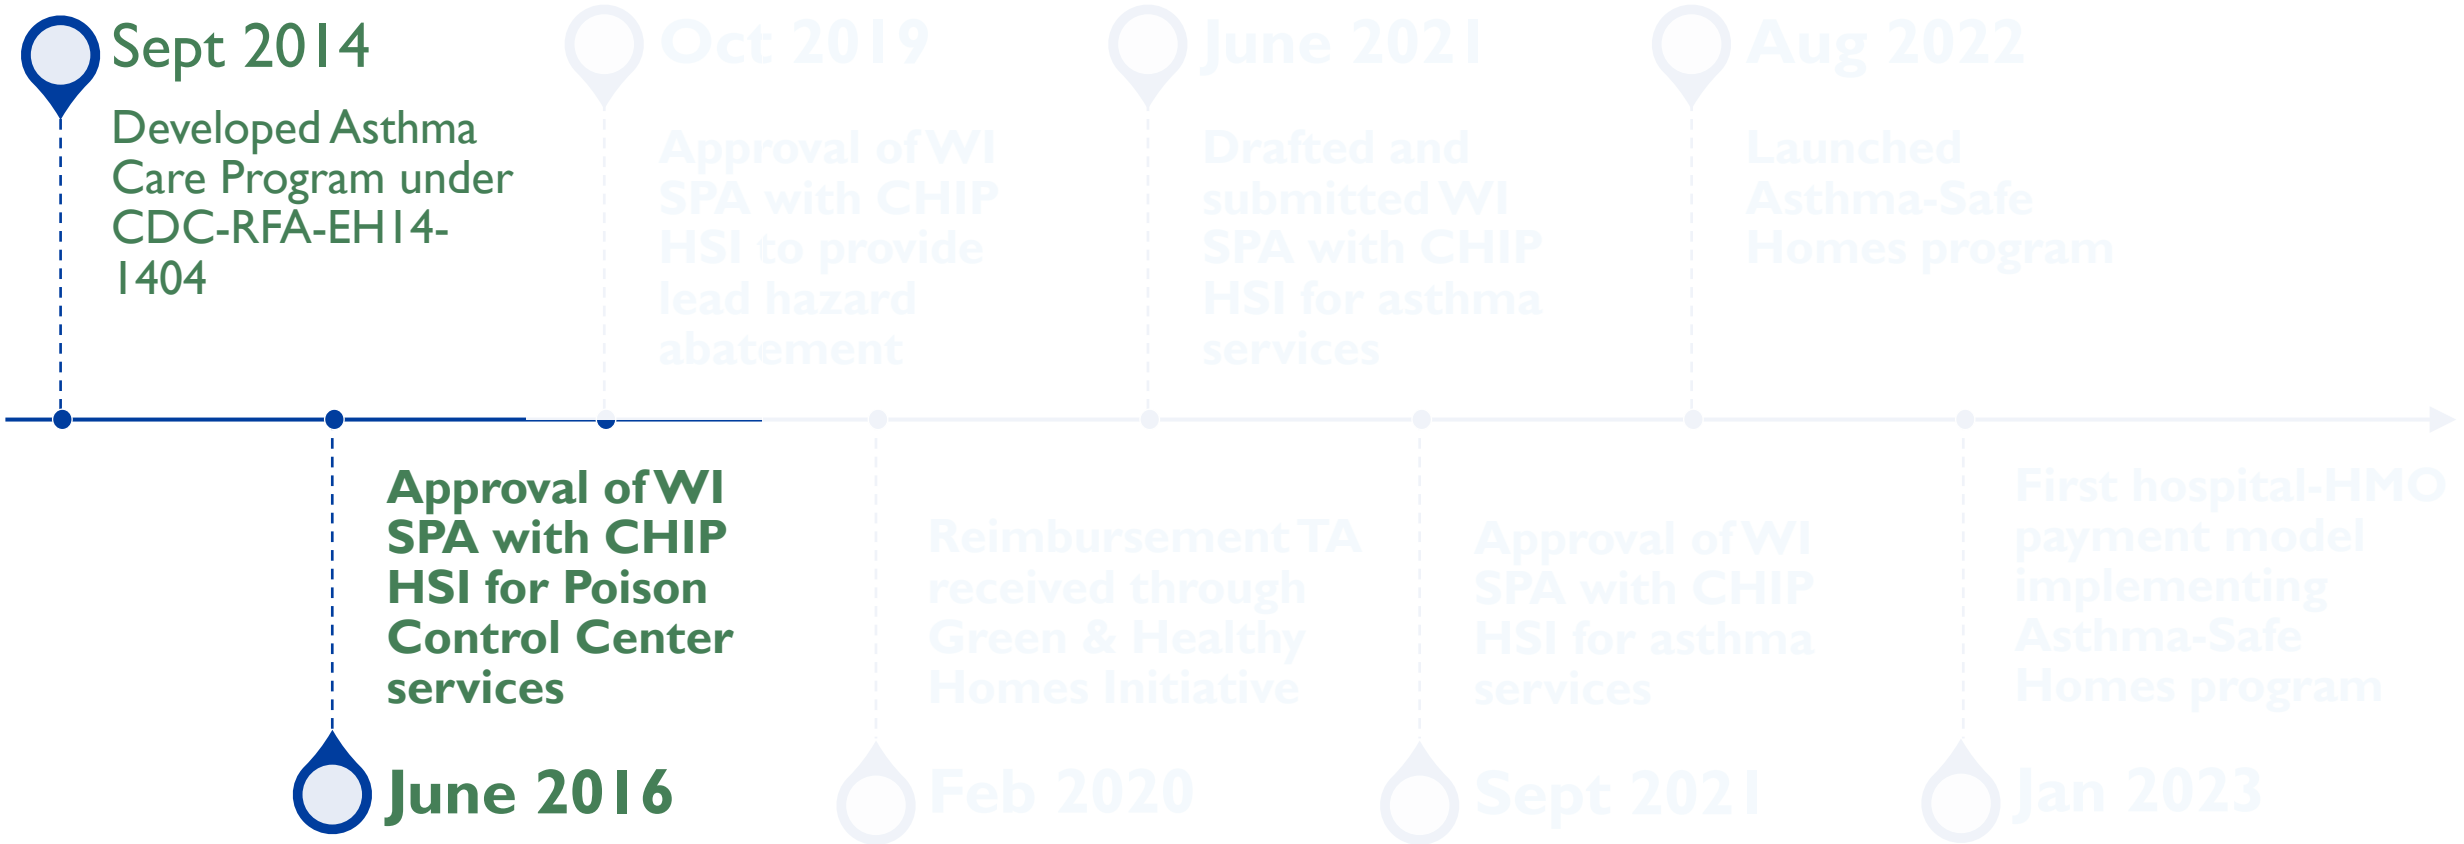 Sept 2014
Developed Asthma
Care Program under
CDC-RFA-EH14-
1404
Approval of WI
SPA with CHIP
HSI for Poison
Control Center
services
June 2016
Oct 2019
Approval of WI
SPA with CHIP
HSI to provide
lead hazard
abatement
Reimbursement TA
received through
Green & Healthy
Homes Initiative
Feb 2020
June 2021
Drafted and
submitted WI
SPA with CHIP
HSI for asthma
services
Approval of WI
SPA with CHIP
HSI for asthma
services
Sept 2021
Aug 2022
Launched
Asthma-Safe
Homes program
First hospital-HMO
payment model
implementing
Asthma-Safe
Homes program
Jan 2023